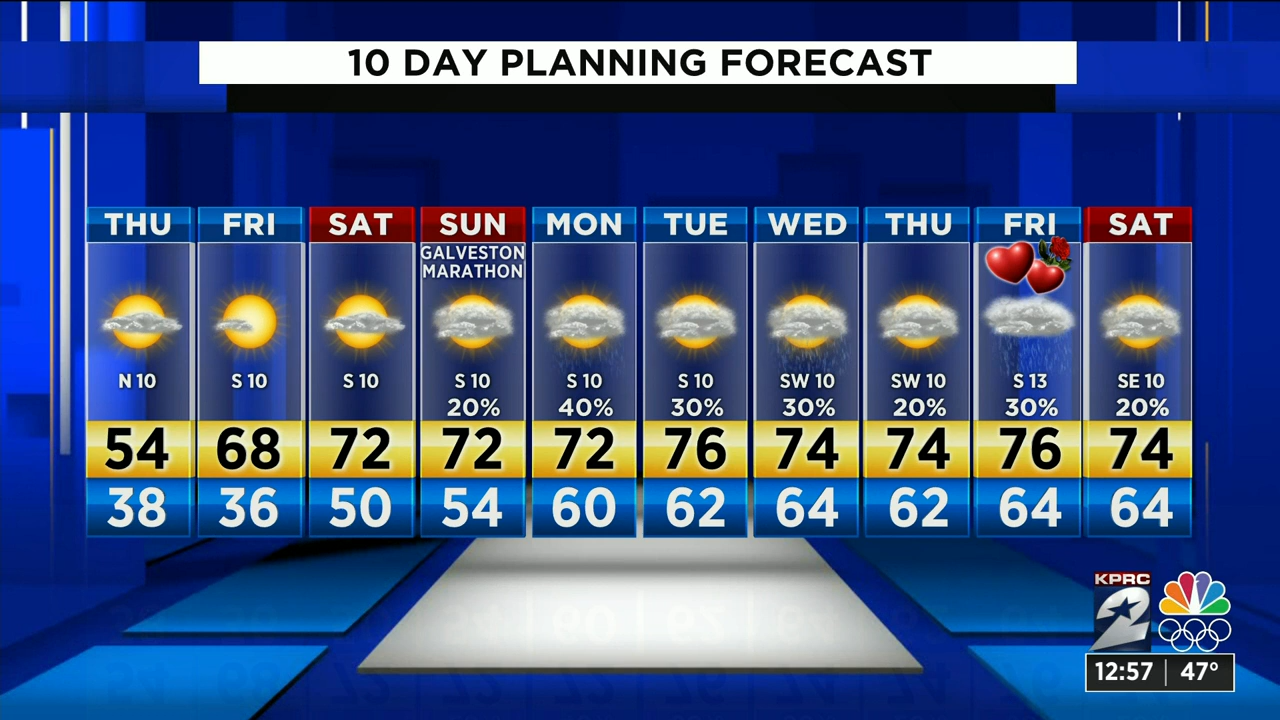 10 DAY PLANNING FORECAST
THU FRI SAT SUN MON TUE WED THU FRI SAT
GALVESTON
MARATHON
N 10 S 10 S 10 S 10 S 10 S 10 SW 10 SW 10 S 13 SE 10
20% 40% 30% 30% 20% 30% 20%
54 68 72 72 72 76 74 74 76 74
38 36 50 54 60 62 64 62 64 64
KPRC
2
12:57 47°